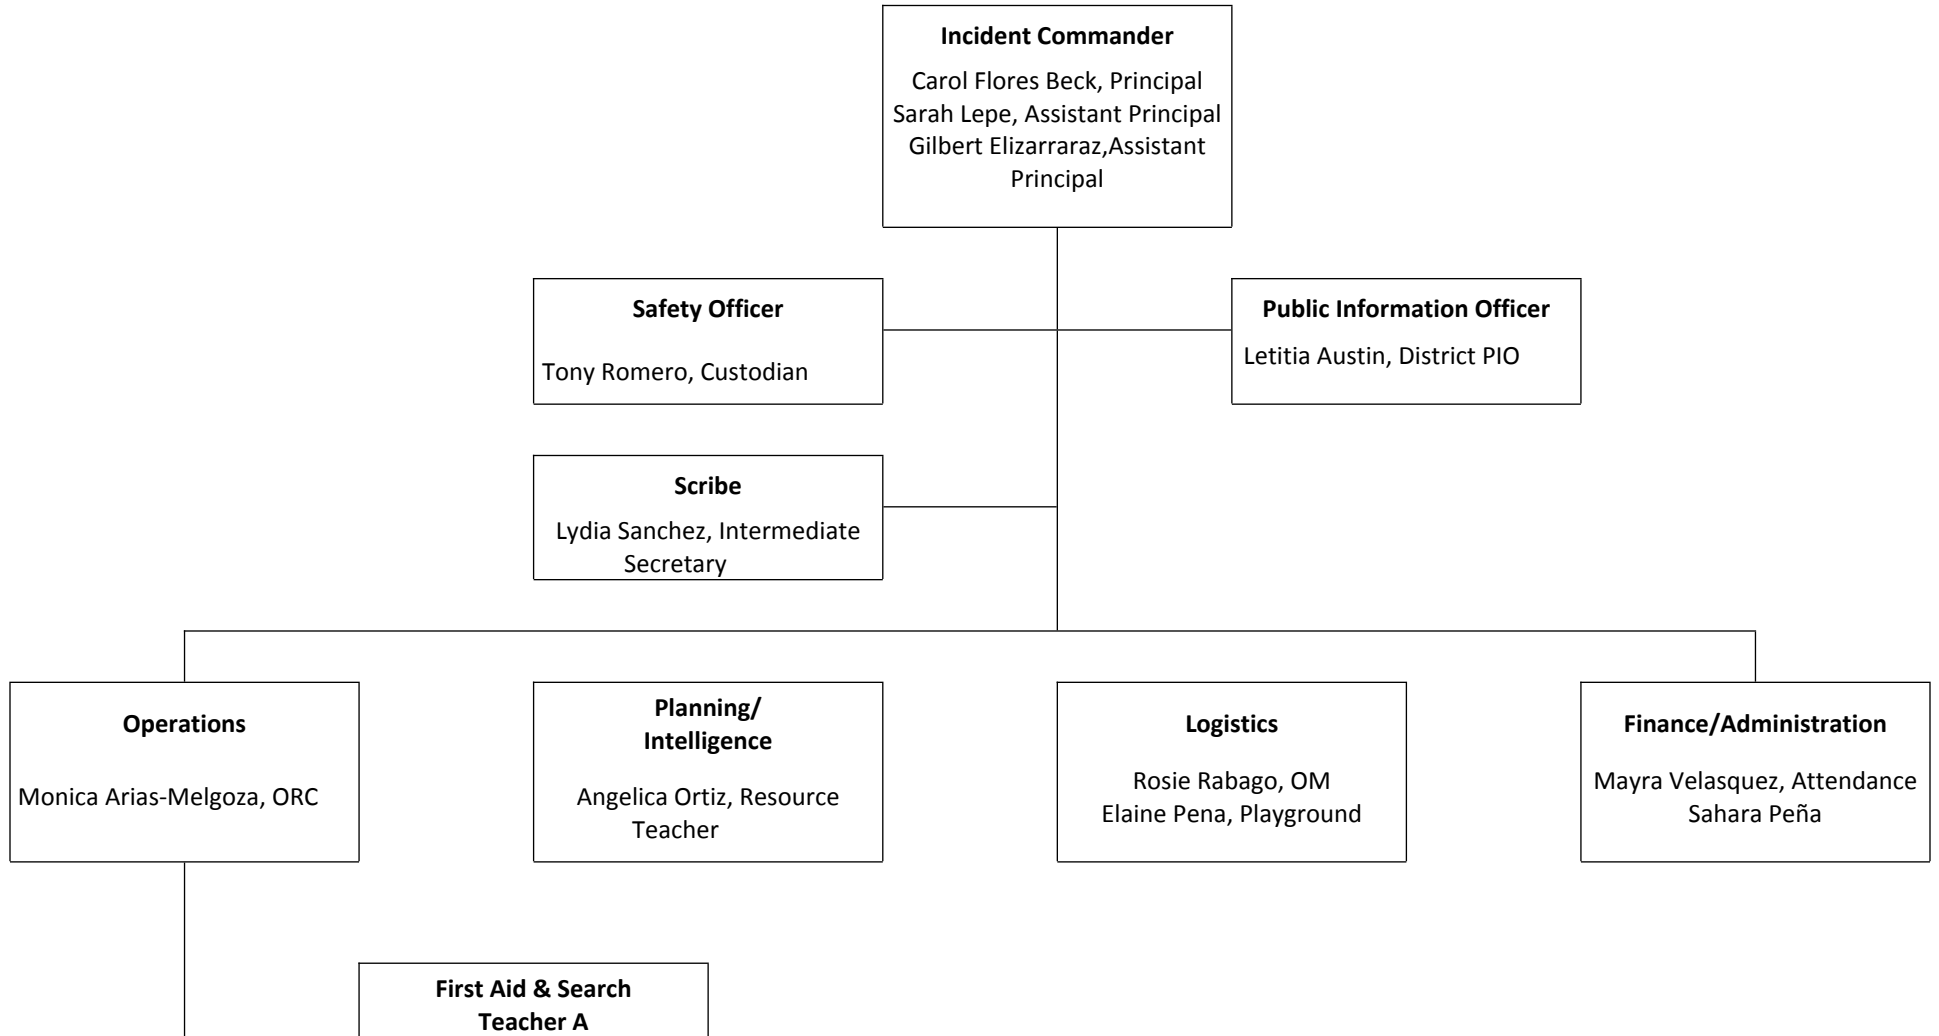 Incident Commander
Carol Flores Beck, Principal
Sarah Lepe, Assistant Principal
Gilbert Elizarraraz,Assistant
Principal
Safety Officer
Tony Romero, Custodian
Public Information Officer
Letitia Austin, District PIO
Scribe
Lydia Sanchez, Intermediate
Secretary
Operations
Monica Arias-Melgoza, ORC
Planning/
Intelligence
Angelica Ortiz, Resource
Teacher
Logistics
Rosie Rabago, OM
Elaine Pena, Playground
Finance/Administration
Mayra Velasquez, Attendance
Sahara Peña
First Aid & Search
Teacher A